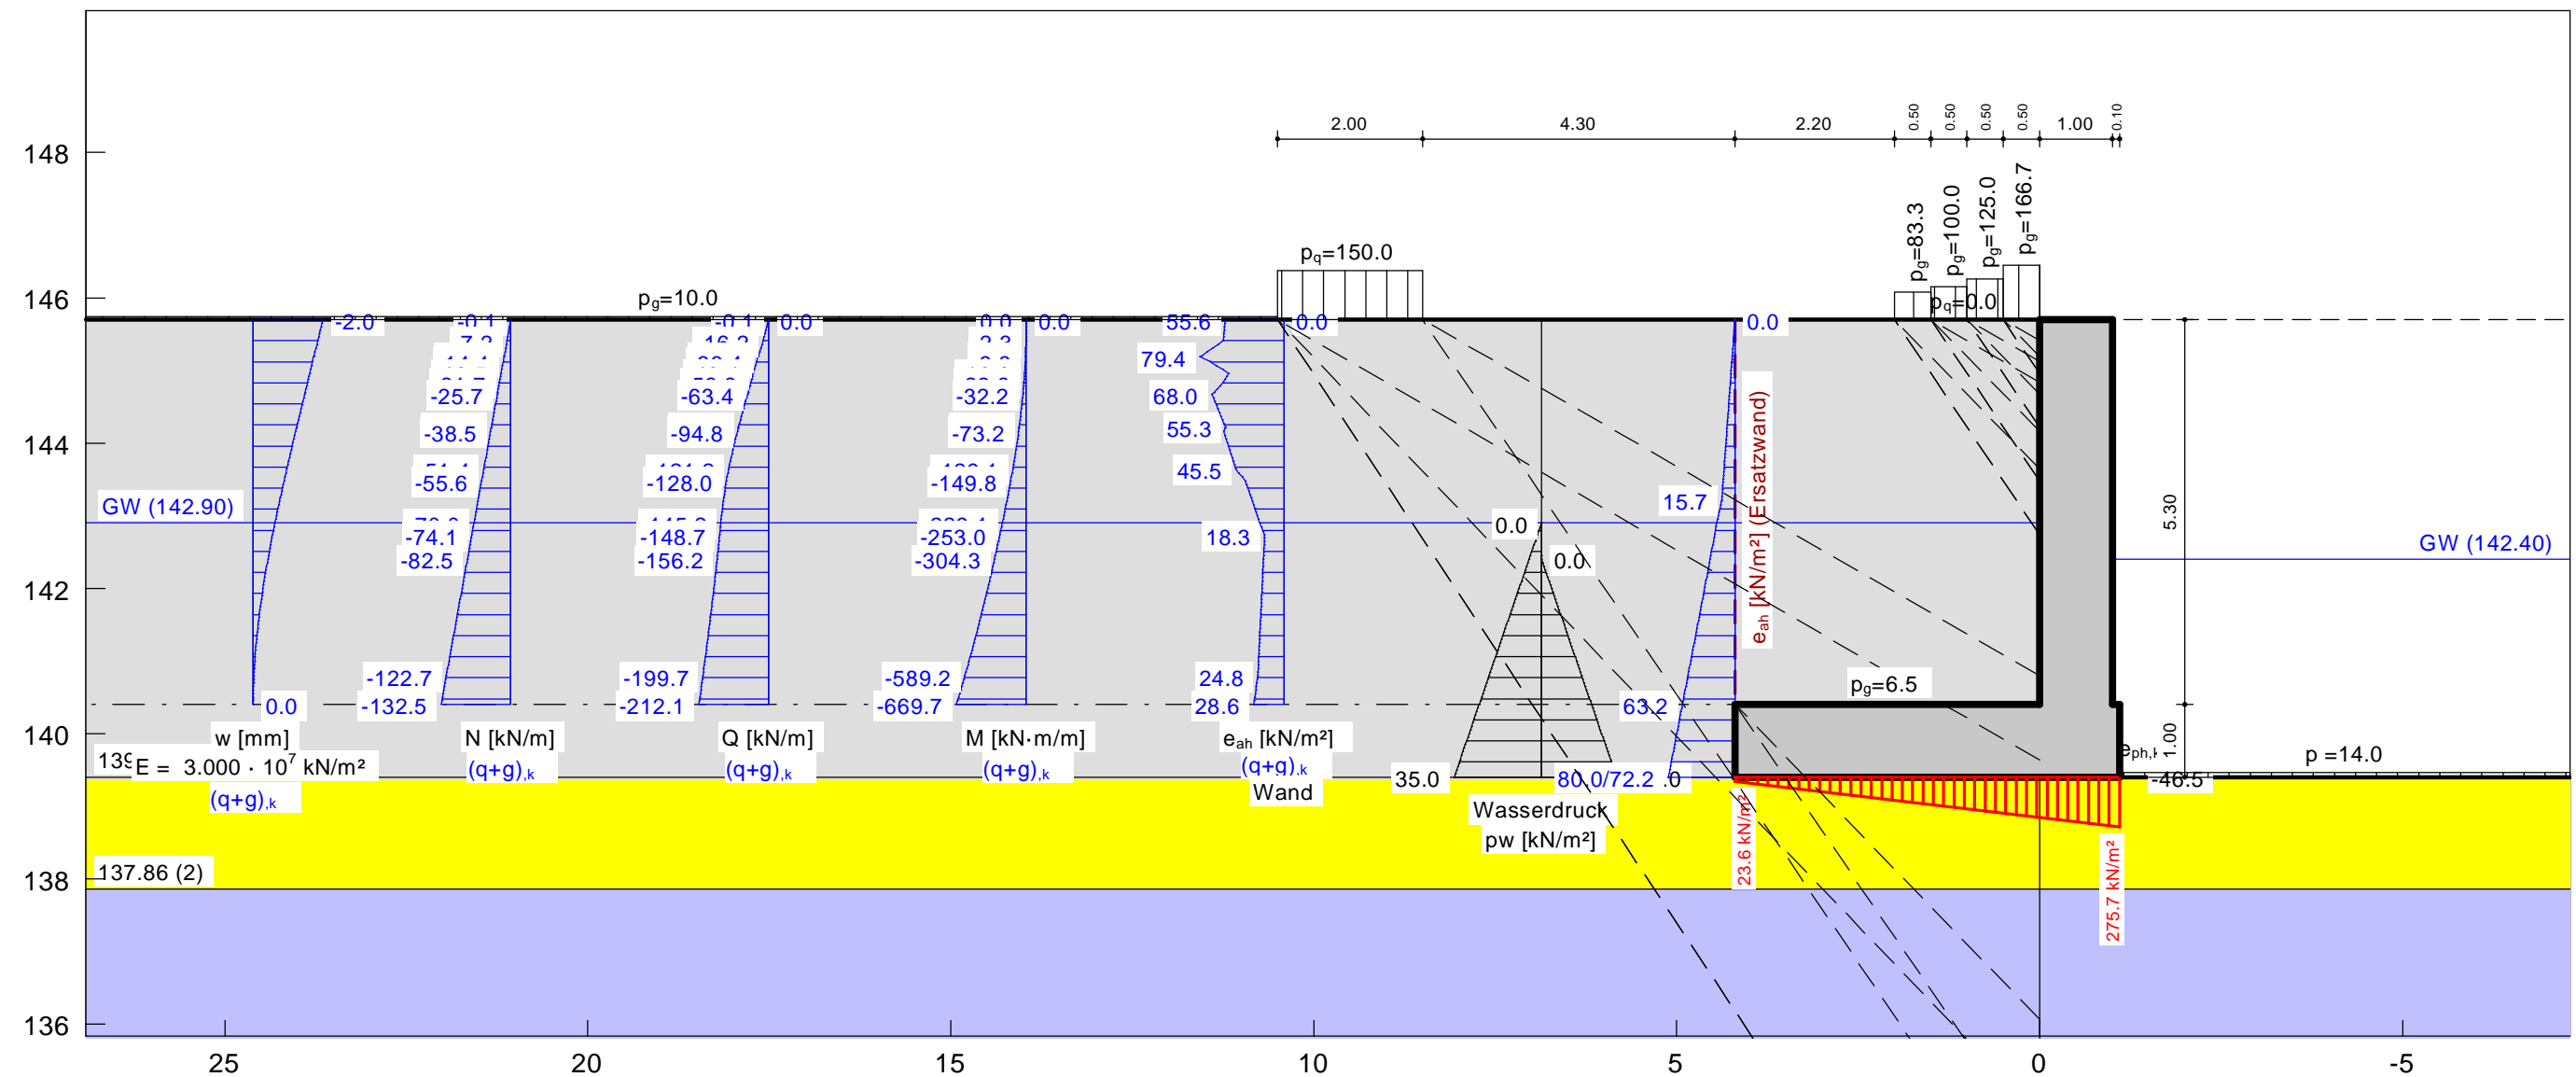 2.00
4.30
2.20
0.50
0.50
0.50
0.50
1.00
0.10
148
pg=83.3
pg=100.0
pg=125.0
pg=166.7
pq=150.0
146
pg=10.0
pq=0.0
-2.0
-0.1
-0.1
0.0
0.0
0.0
55.6
0.0
0.0
79.4
-25.7
-63.4
-32.2
68.0
144
-38.5
-94.8
-73.2
55.3
45.5
-55.6
-128.0
-149.8
15.7
eah [kN/m²] (Ersatzwand)
5.30
GW (142.90)
0.0
-74.1
-148.7
-253.0
18.3
GW (142.40)
-82.5
-156.2
-304.3
0.0
142
-122.7
-199.7
-589.2
24.8
pg=6.5
0.0
-132.5
-212.1
-669.7
28.6
63.2
140
w [mm]
N [kN/m]
Q [kN/m]
M [kN·m/m]
eah [kN/m²]
eph,k
1.00
p =14.0
E = 3.000 · 10⁷ kN/m²
(q+g),k
(q+g),k
(q+g),k
(q+g),k
(q+g),k
Wand
35.0
80.0/72.2
-46.5
Wasserdruck
pw [kN/m²]
23.6 kN/m²
275.7 kN/m²
138
137.86 (2)
136
25
20
15
10
5
0
-5